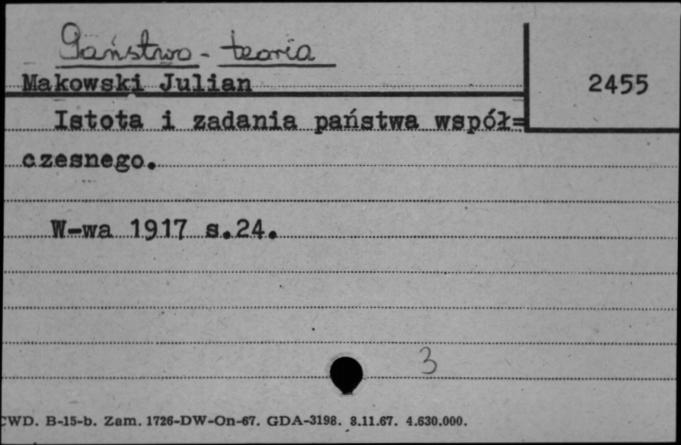 Państwo - teoria
Makowski Julian
2455
Istota i zadania państwa współ=
czesnego.
W-wa 1917 s.24.
3
CWD. B-15-b. Zam. 1726-DW-On-67. GDA-3198. 8.11.67. 4.630.000.